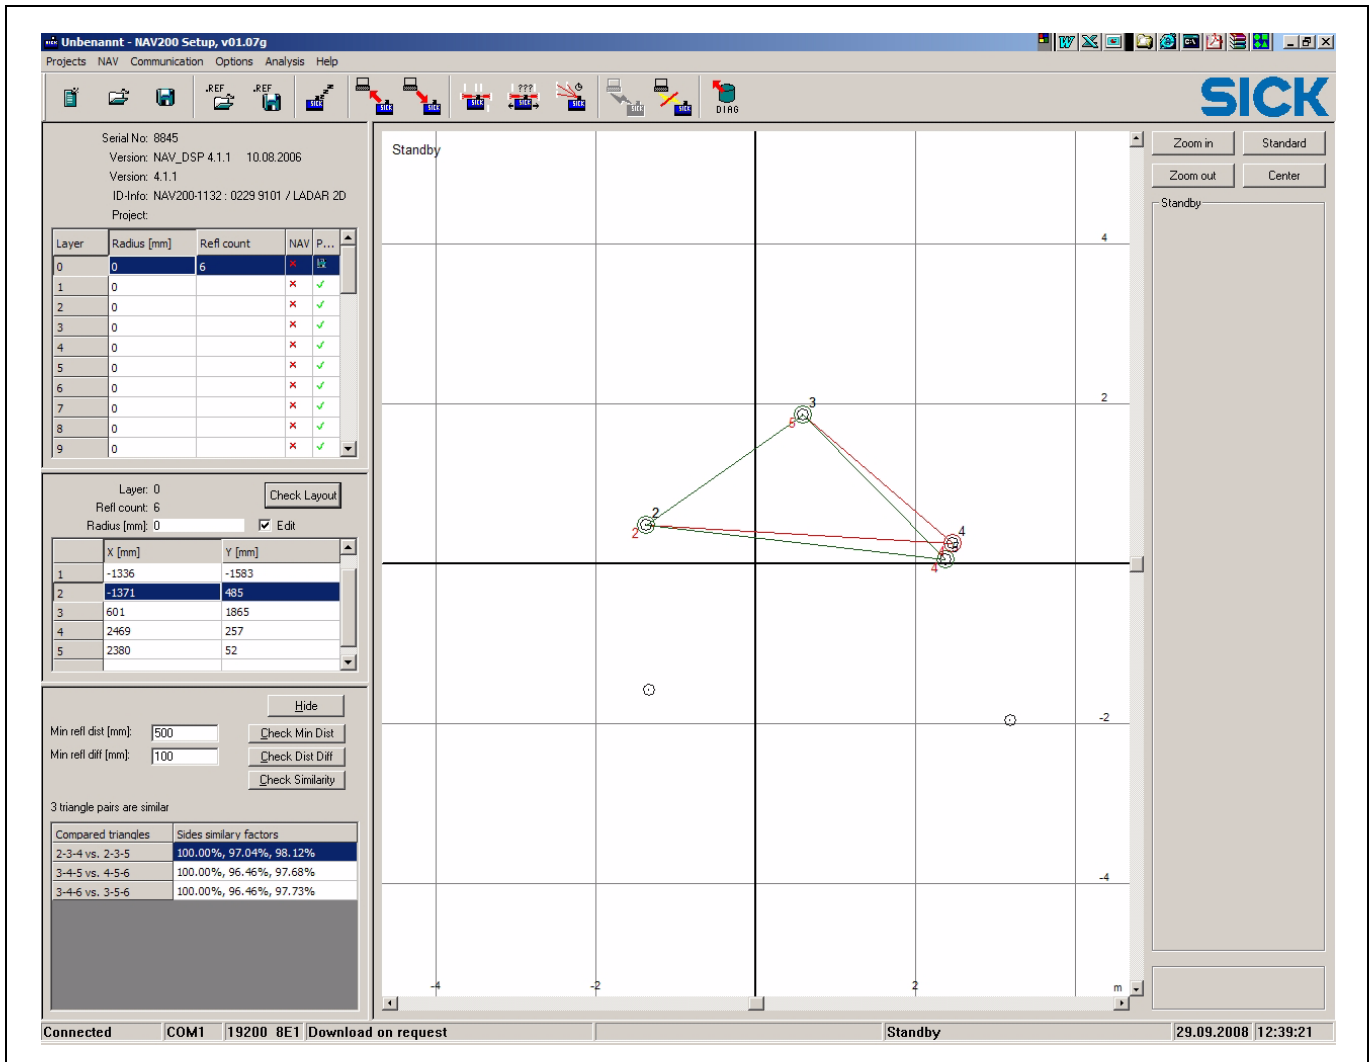 Unbenannt - NAV200 Setup, v01.07g
Projects NAV Communication Options Analysis Help
.REF .REF ??? DIAG
SICK
Serial No: 8845
Version: NAV_DSP 4.1.1 10.08.2006
Version: 4.1.1
ID-Info: NAV200-1132 : 0229 9101 / LADAR 2D
Project:
Layer Radius [mm] Refl count NAV P...
0 0 6
1 0
2 0
3 0
4 0
5 0
6 0
7 0
8 0
9 0
Layer: 0
Refl count: 6
Check Layout
Radius [mm]: 0 Edit
X [mm] Y [mm]
1 -1336 -1583
2 -1371 485
3 601 1865
4 2469 257
5 2380 52
Hide
Min refl dist [mm]: 500 Check Min Dist
Min refl diff [mm]: 100 Check Dist Diff
Check Similarity
3 triangle pairs are similar
Compared triangles Sides similary factors
2-3-4 vs. 2-3-5 100.00%, 97.04%, 98.12%
3-4-5 vs. 4-5-6 100.00%, 96.46%, 97.68%
3-4-6 vs. 3-5-6 100.00%, 96.46%, 97.73%
Standby
4
2
3
5
2
2
4
5
4
-2
-4
-4 -2 2 m
Zoom in Standard
Zoom out Center
Standby
Connected COM1 19200 8E1 Download on request Standby 29.09.2008 12:39:21